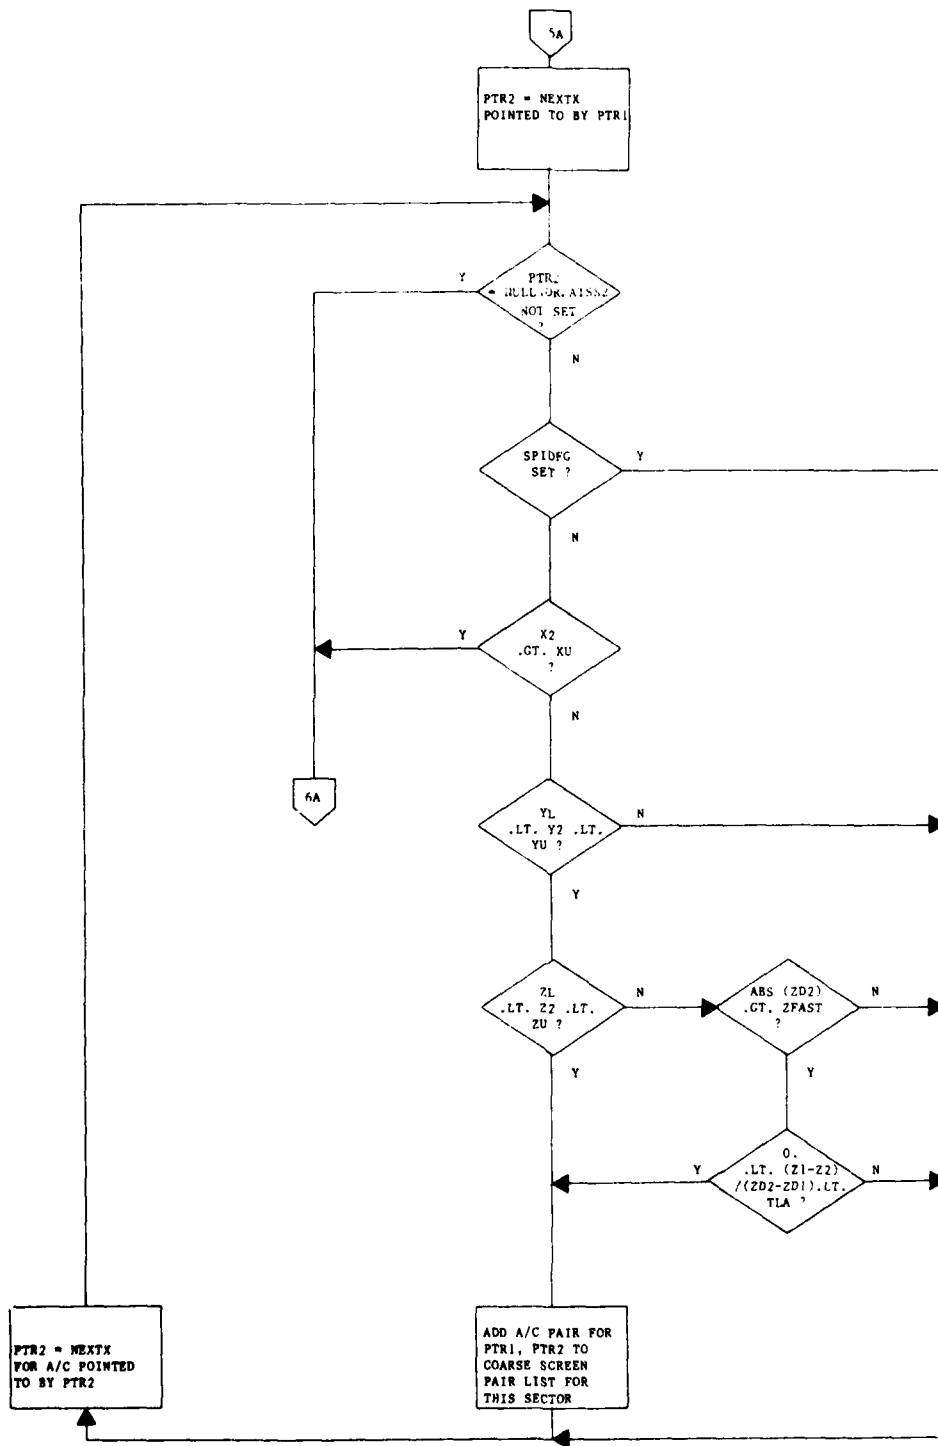 5A
PTR2 = NEXTX
POINTED TO BY PTR1
Y
PTR2
= NULL.OR.ATSS2
NOT SET
?
N
SPIDFG
SET ?
Y
N
Y
X2
.GT. XU
?
N
6A
YL
.LT. Y2 .LT.
YU ?
N
Y
ZL
.LT. Z2 .LT.
ZU ?
N
ABS (ZD2)
.GT. ZFAST
?
N
Y
Y
Y
0.
.LT. (Z1-Z2)
/(ZD2-ZD1).LT.
TLA ?
N
PTR2 = NEXTX
FOR A/C POINTED
TO BY PTR2
ADD A/C PAIR FOR
PTR1, PTR2 TO
COARSE SCREEN
PAIR LIST FOR
THIS SECTOR